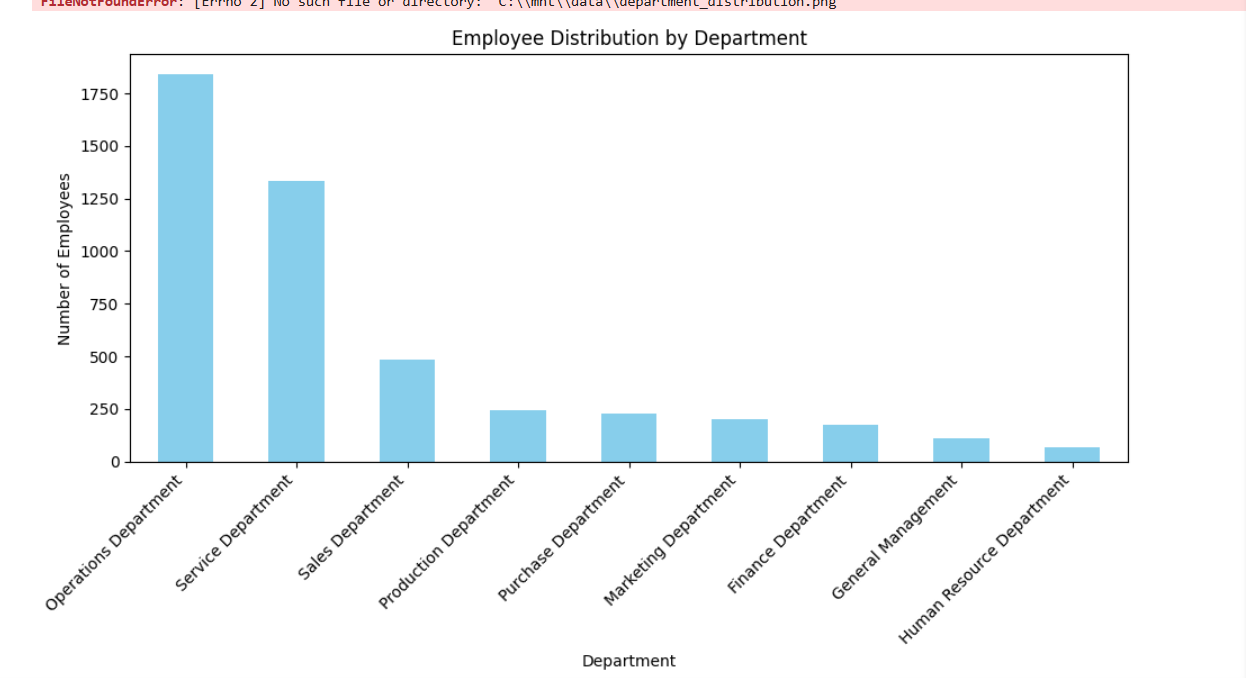 FileNotFoundError: [Errno 2] No such file or directory: 'C:\\mnt\\data\\department_distribution.png'
Employee Distribution by Department
Number of Employees
1750
1500
1250
1000
750
500
250
0
Operations Department
Service Department
Sales Department
Production Department
Purchase Department
Marketing Department
Finance Department
General Management
Human Resource Department
Department